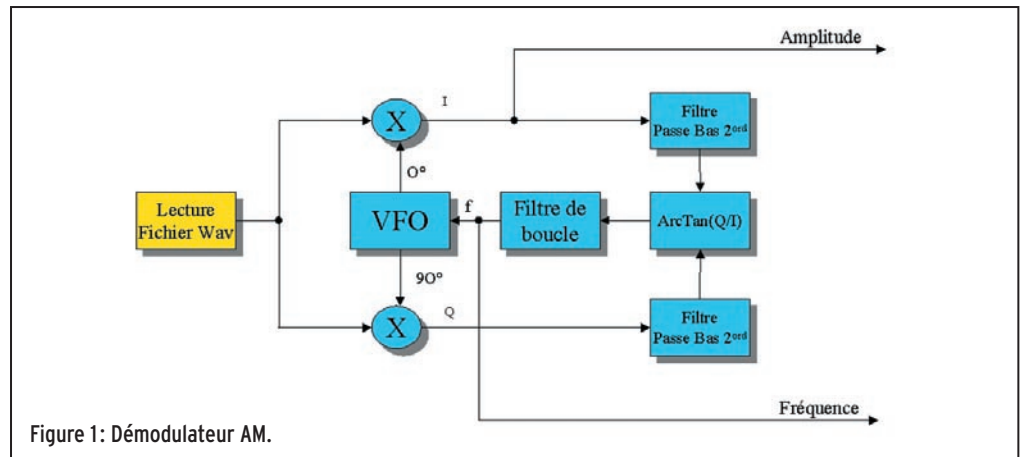 Amplitude
I
X
Filtre
Passe Bas 2ord
0°
Lecture
Fichier Wav
VFO
f
Filtre de
boucle
ArcTan(Q/I)
90°
X
Q
Filtre
Passe Bas 2ord
Fréquence
Figure 1: Démodulateur AM.